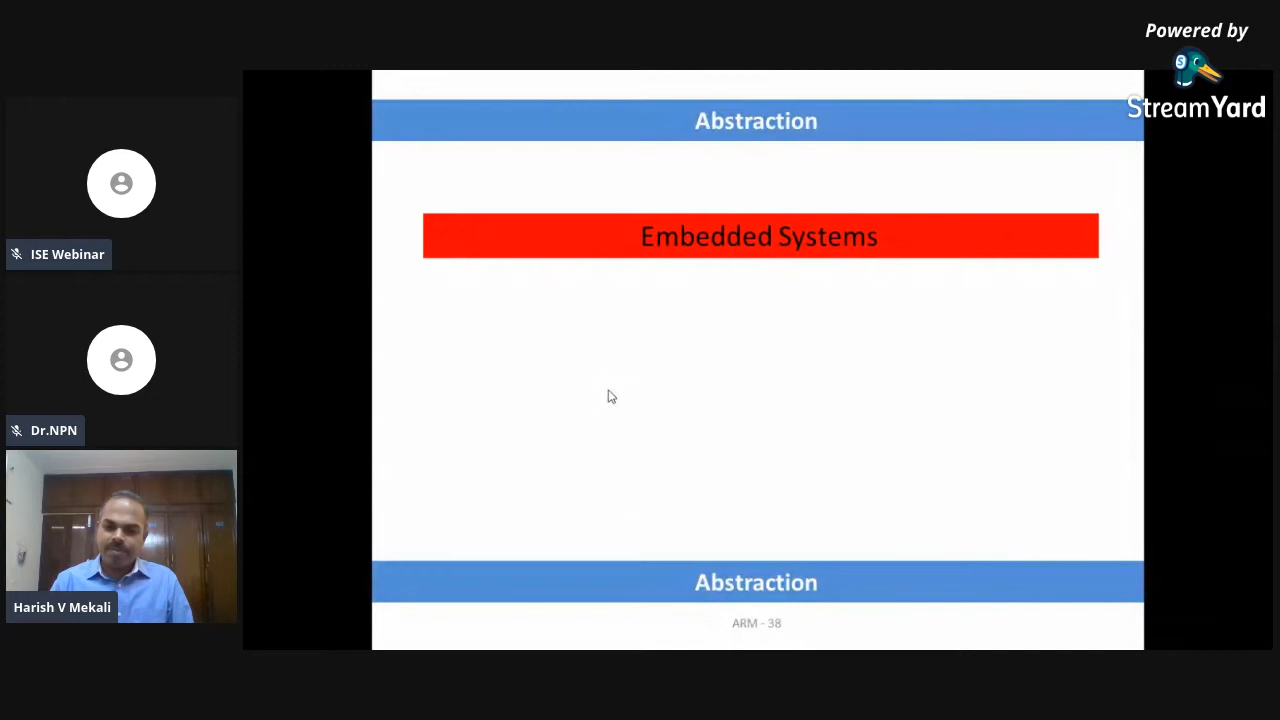 Powered by
StreamYard
Abstraction
Embedded Systems
ISE Webinar
Dr.NPN
Harish V Mekali
Abstraction
ARM - 38